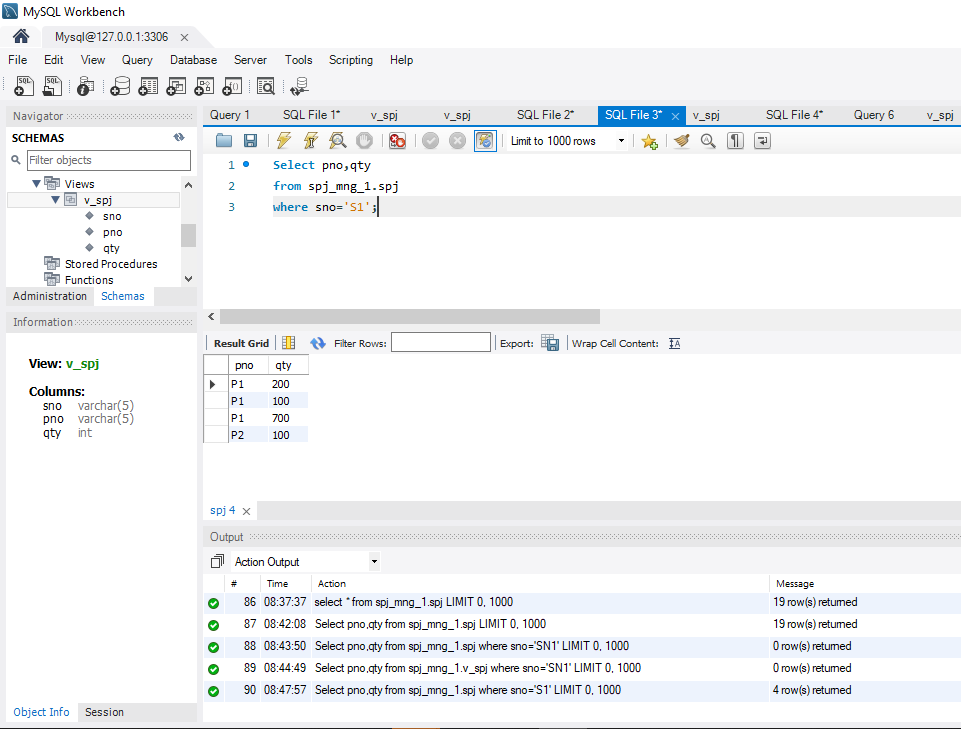 MySQL Workbench
Mysql@127.0.0.1:3306
File Edit View Query Database Server Tools Scripting Help
Navigator
SCHEMAS
Filter objects
Views
v_spj
sno
pno
qty
Stored Procedures
Functions
Administration Schemas
Information
View: v_spj
Columns:
sno varchar(5)
pno varchar(5)
qty int
Object Info Session
Query 1 SQL File 1* v_spj v_spj SQL File 2* SQL File 3* v_spj SQL File 4* Query 6 v_spj
Limit to 1000 rows
1 Select pno,qty
2 from spj_mng_1.spj
3 where sno='S1';
Result Grid Filter Rows: Export: Wrap Cell Content:
pno qty
P1 200
P1 100
P1 700
P2 100
spj 4
Output
Action Output
# Time Action Message
86 08:37:37 select * from spj_mng_1.spj LIMIT 0, 1000 19 row(s) returned
87 08:42:08 Select pno,qty from spj_mng_1.spj LIMIT 0, 1000 19 row(s) returned
88 08:43:50 Select pno,qty from spj_mng_1.spj where sno='SN1' LIMIT 0, 1000 0 row(s) returned
89 08:44:49 Select pno,qty from spj_mng_1.v_spj where sno='SN1' LIMIT 0, 1000 0 row(s) returned
90 08:47:57 Select pno,qty from spj_mng_1.spj where sno='S1' LIMIT 0, 1000 4 row(s) returned